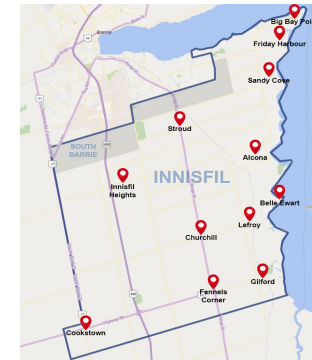 Big Bay Poi
Friday Harbour
Barrie
Sandy Cove
Stroud
SOUTH
BARRIE
Alcona
INNISFIL
Innisfil
Heights
Belle Ewart
Lefroy
Churchill
Gilford
Fennels
Corner
Cookstown